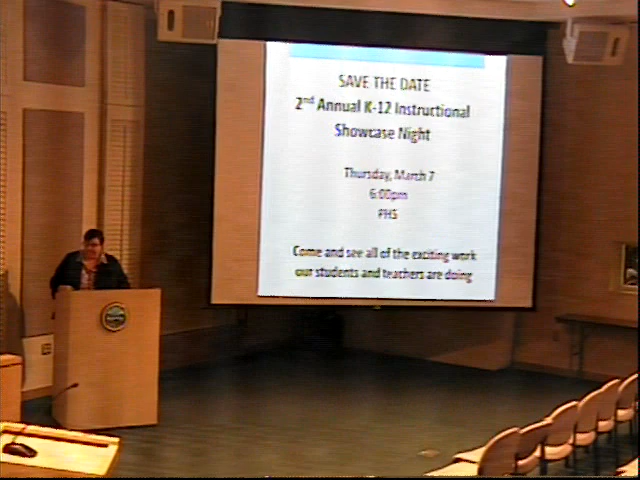 SAVE THE DATE
2nd Annual K-12 Instructional
Showcase Night
Thursday, March 7
6:00pm
PHS
Come and see all of the exciting work
our students and teachers are doing